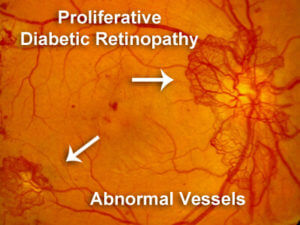 Proliferative
Diabetic Retinopathy
Abnormal Vessels